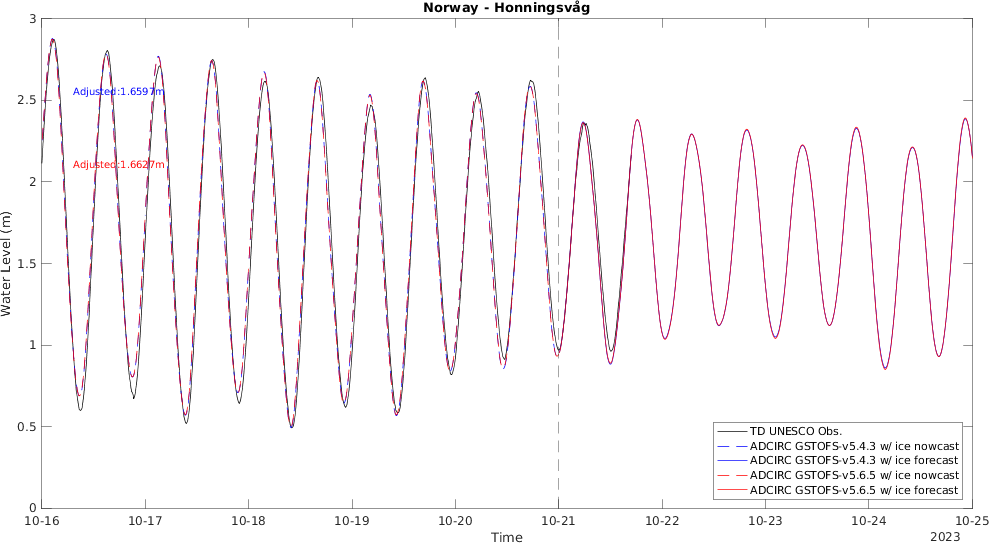 Norway - Honningsvåg
3
2.5
2
1.5
1
0.5
0
Water Level (m)
Adjusted:1.6597m
Adjusted:1.6627m
TD UNESCO Obs.
ADCIRC GSTOFS-v5.4.3 w/ ice nowcast
ADCIRC GSTOFS-v5.4.3 w/ ice forecast
ADCIRC GSTOFS-v5.6.5 w/ ice nowcast
ADCIRC GSTOFS-v5.6.5 w/ ice forecast
10-16 10-17 10-18 10-19 10-20 10-21 10-22 10-23 10-24 10-25
Time
2023